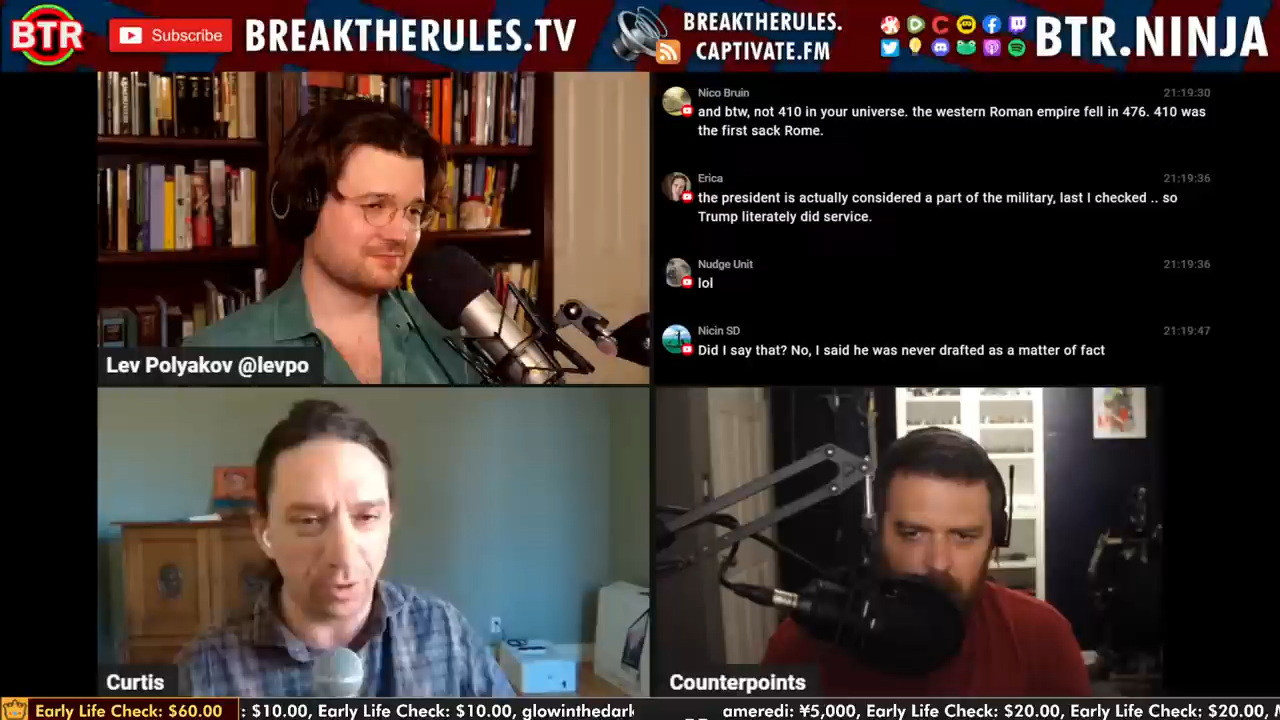 BTR
Subscribe
BREAKTHERULES.TV
BREAKTHERULES.
CAPTIVATE.FM
BTR.NINJA
Nico Bruin
21:19:30
and btw, not 410 in your universe. the western Roman empire fell in 476. 410 was
the first sack Rome.
Erica
21:19:36
the president is actually considered a part of the military, last I checked .. so
Trump literately did service.
Nudge Unit
21:19:36
lol
Nicin SD
21:19:47
Did I say that? No, I said he was never drafted as a matter of fact
Lev Polyakov @levpo
Curtis
Counterpoints
Early Life Check: $60.00
: $10.00, Early Life Check: $10.00, glowinthedark
ameredi: ¥5,000, Early Life Check: $20.00, Early Life Check: $20.00,